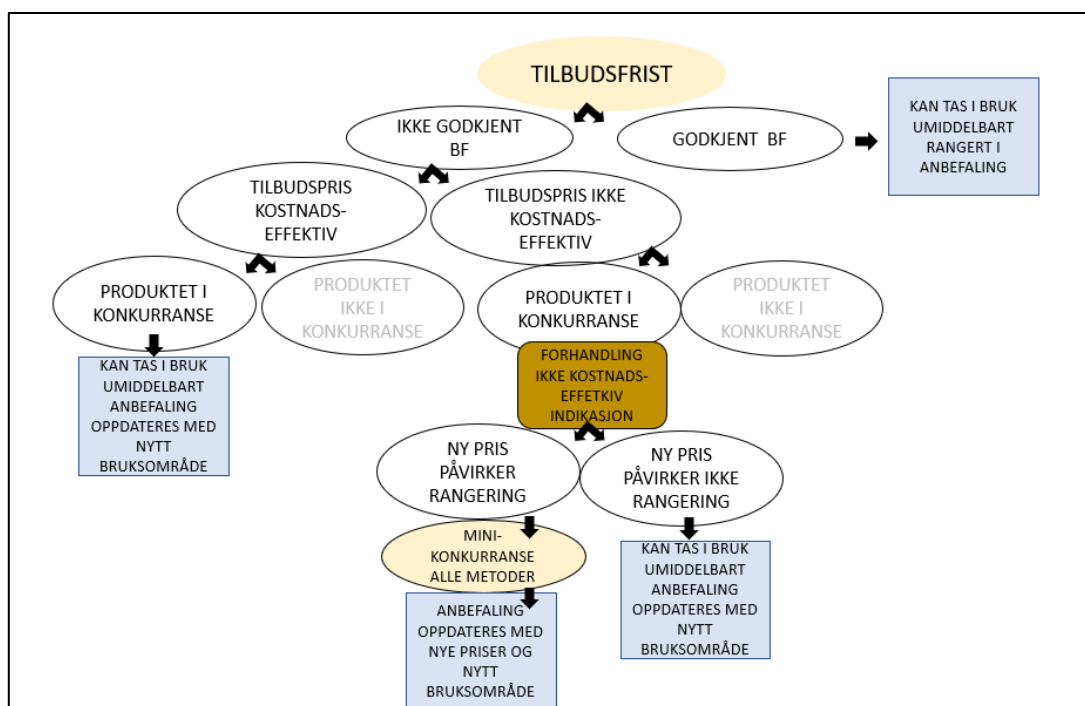 TILBUDSFRIST
IKKE GODKJENT
BF
GODKJENT BF
KAN TAS I BRUK
UMIDDELBART
RANGERT I
ANBEFALING
TILBUDSPRIS
KOSTNADS-
EFFEKTIV
TILBUDSPRIS IKKE
KOSTNADS-
EFFEKTIV
PRODUKTET I
KONKURRANSE
PRODUKTET
IKKE I
KONKURRANSE
PRODUKTET I
KONKURRANSE
PRODUKTET
IKKE I
KONKURRANSE
KAN TAS I BRUK
UMIDDELBART
ANBEFALING
OPPDATERES MED
NYTT
BRUKSOMRÅDE
FORHANDLING
IKKE KOSTNADS-
EFFETKIV
INDIKASJON
NY PRIS
PÅVIRKER
RANGERING
NY PRIS
PÅVIRKER IKKE
RANGERING
MINI-
KONKURRANSE
ALLE METODER
KAN TAS I BRUK
UMIDDELBART
ANBEFALING
OPPDATERES MED
NYTT
BRUKSOMRÅDE
ANBEFALING
OPPDATERES MED
NYE PRISER OG
NYTT
BRUKSOMRÅDE